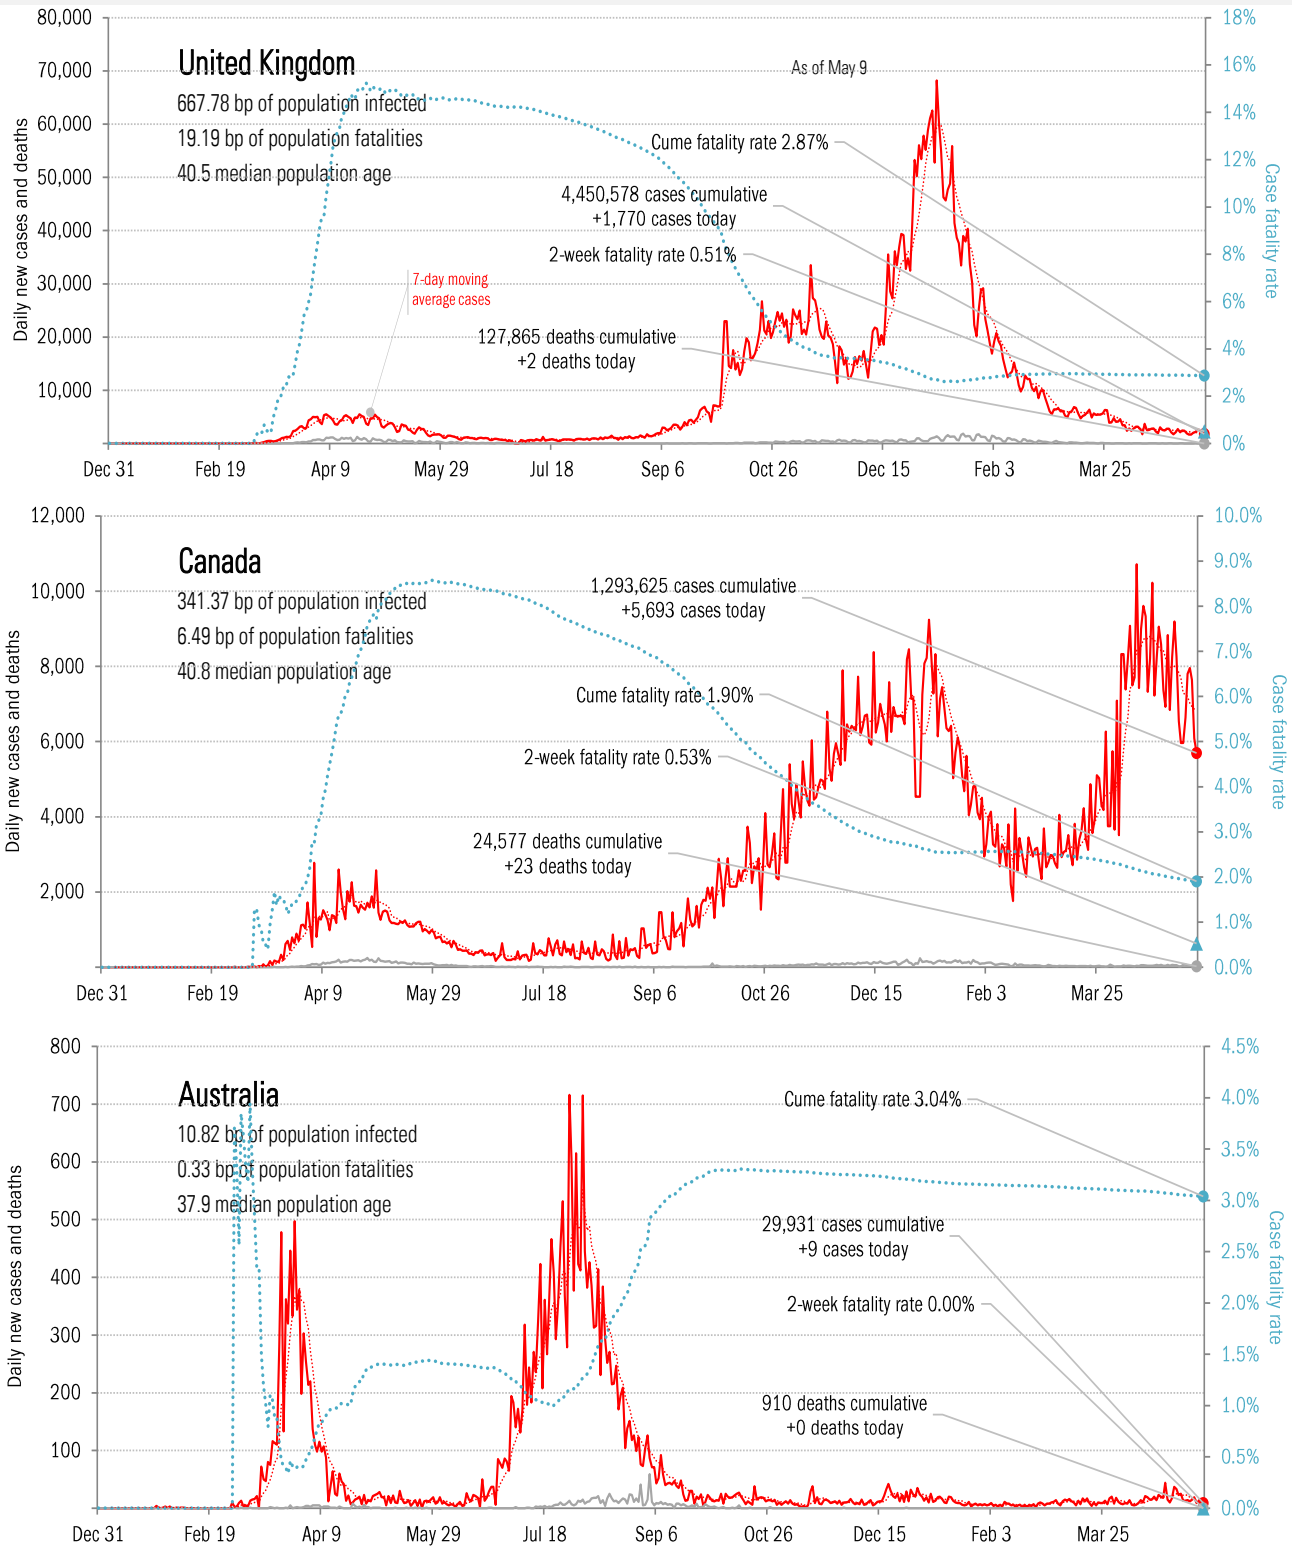 80,000
70,000
60,000
50,000
40,000
30,000
20,000
10,000
Daily new cases and deaths
United Kingdom
667.78 bp of population infected
19.19 bp of population fatalities
40.5 median population age
As of May 9
Cume fatality rate 2.87%
4,450,578 cases cumulative
+1,770 cases today
2-week fatality rate 0.51%
7-day moving
average cases
127,865 deaths cumulative
+2 deaths today
18%
16%
14%
12%
10%
8%
6%
4%
2%
0%
Case fatality rate
Dec 31 Feb 19 Apr 9 May 29 Jul 18 Sep 6 Oct 26 Dec 15 Feb 3 Mar 25
12,000
10,000
8,000
6,000
4,000
2,000
Daily new cases and deaths
Canada
341.37 bp of population infected
6.49 bp of population fatalities
40.8 median population age
1,293,625 cases cumulative
+5,693 cases today
Cume fatality rate 1.90%
2-week fatality rate 0.53%
24,577 deaths cumulative
+23 deaths today
10.0%
9.0%
8.0%
7.0%
6.0%
5.0%
4.0%
3.0%
2.0%
1.0%
0.0%
Case fatality rate
Dec 31 Feb 19 Apr 9 May 29 Jul 18 Sep 6 Oct 26 Dec 15 Feb 3 Mar 25
800
700
600
500
400
300
200
100
Daily new cases and deaths
Australia
10.82 bp of population infected
0.33 bp of population fatalities
37.9 median population age
Cume fatality rate 3.04%
29,931 cases cumulative
+9 cases today
2-week fatality rate 0.00%
910 deaths cumulative
+0 deaths today
4.5%
4.0%
3.5%
3.0%
2.5%
2.0%
1.5%
1.0%
0.5%
0.0%
Case fatality rate
Dec 31 Feb 19 Apr 9 May 29 Jul 18 Sep 6 Oct 26 Dec 15 Feb 3 Mar 25